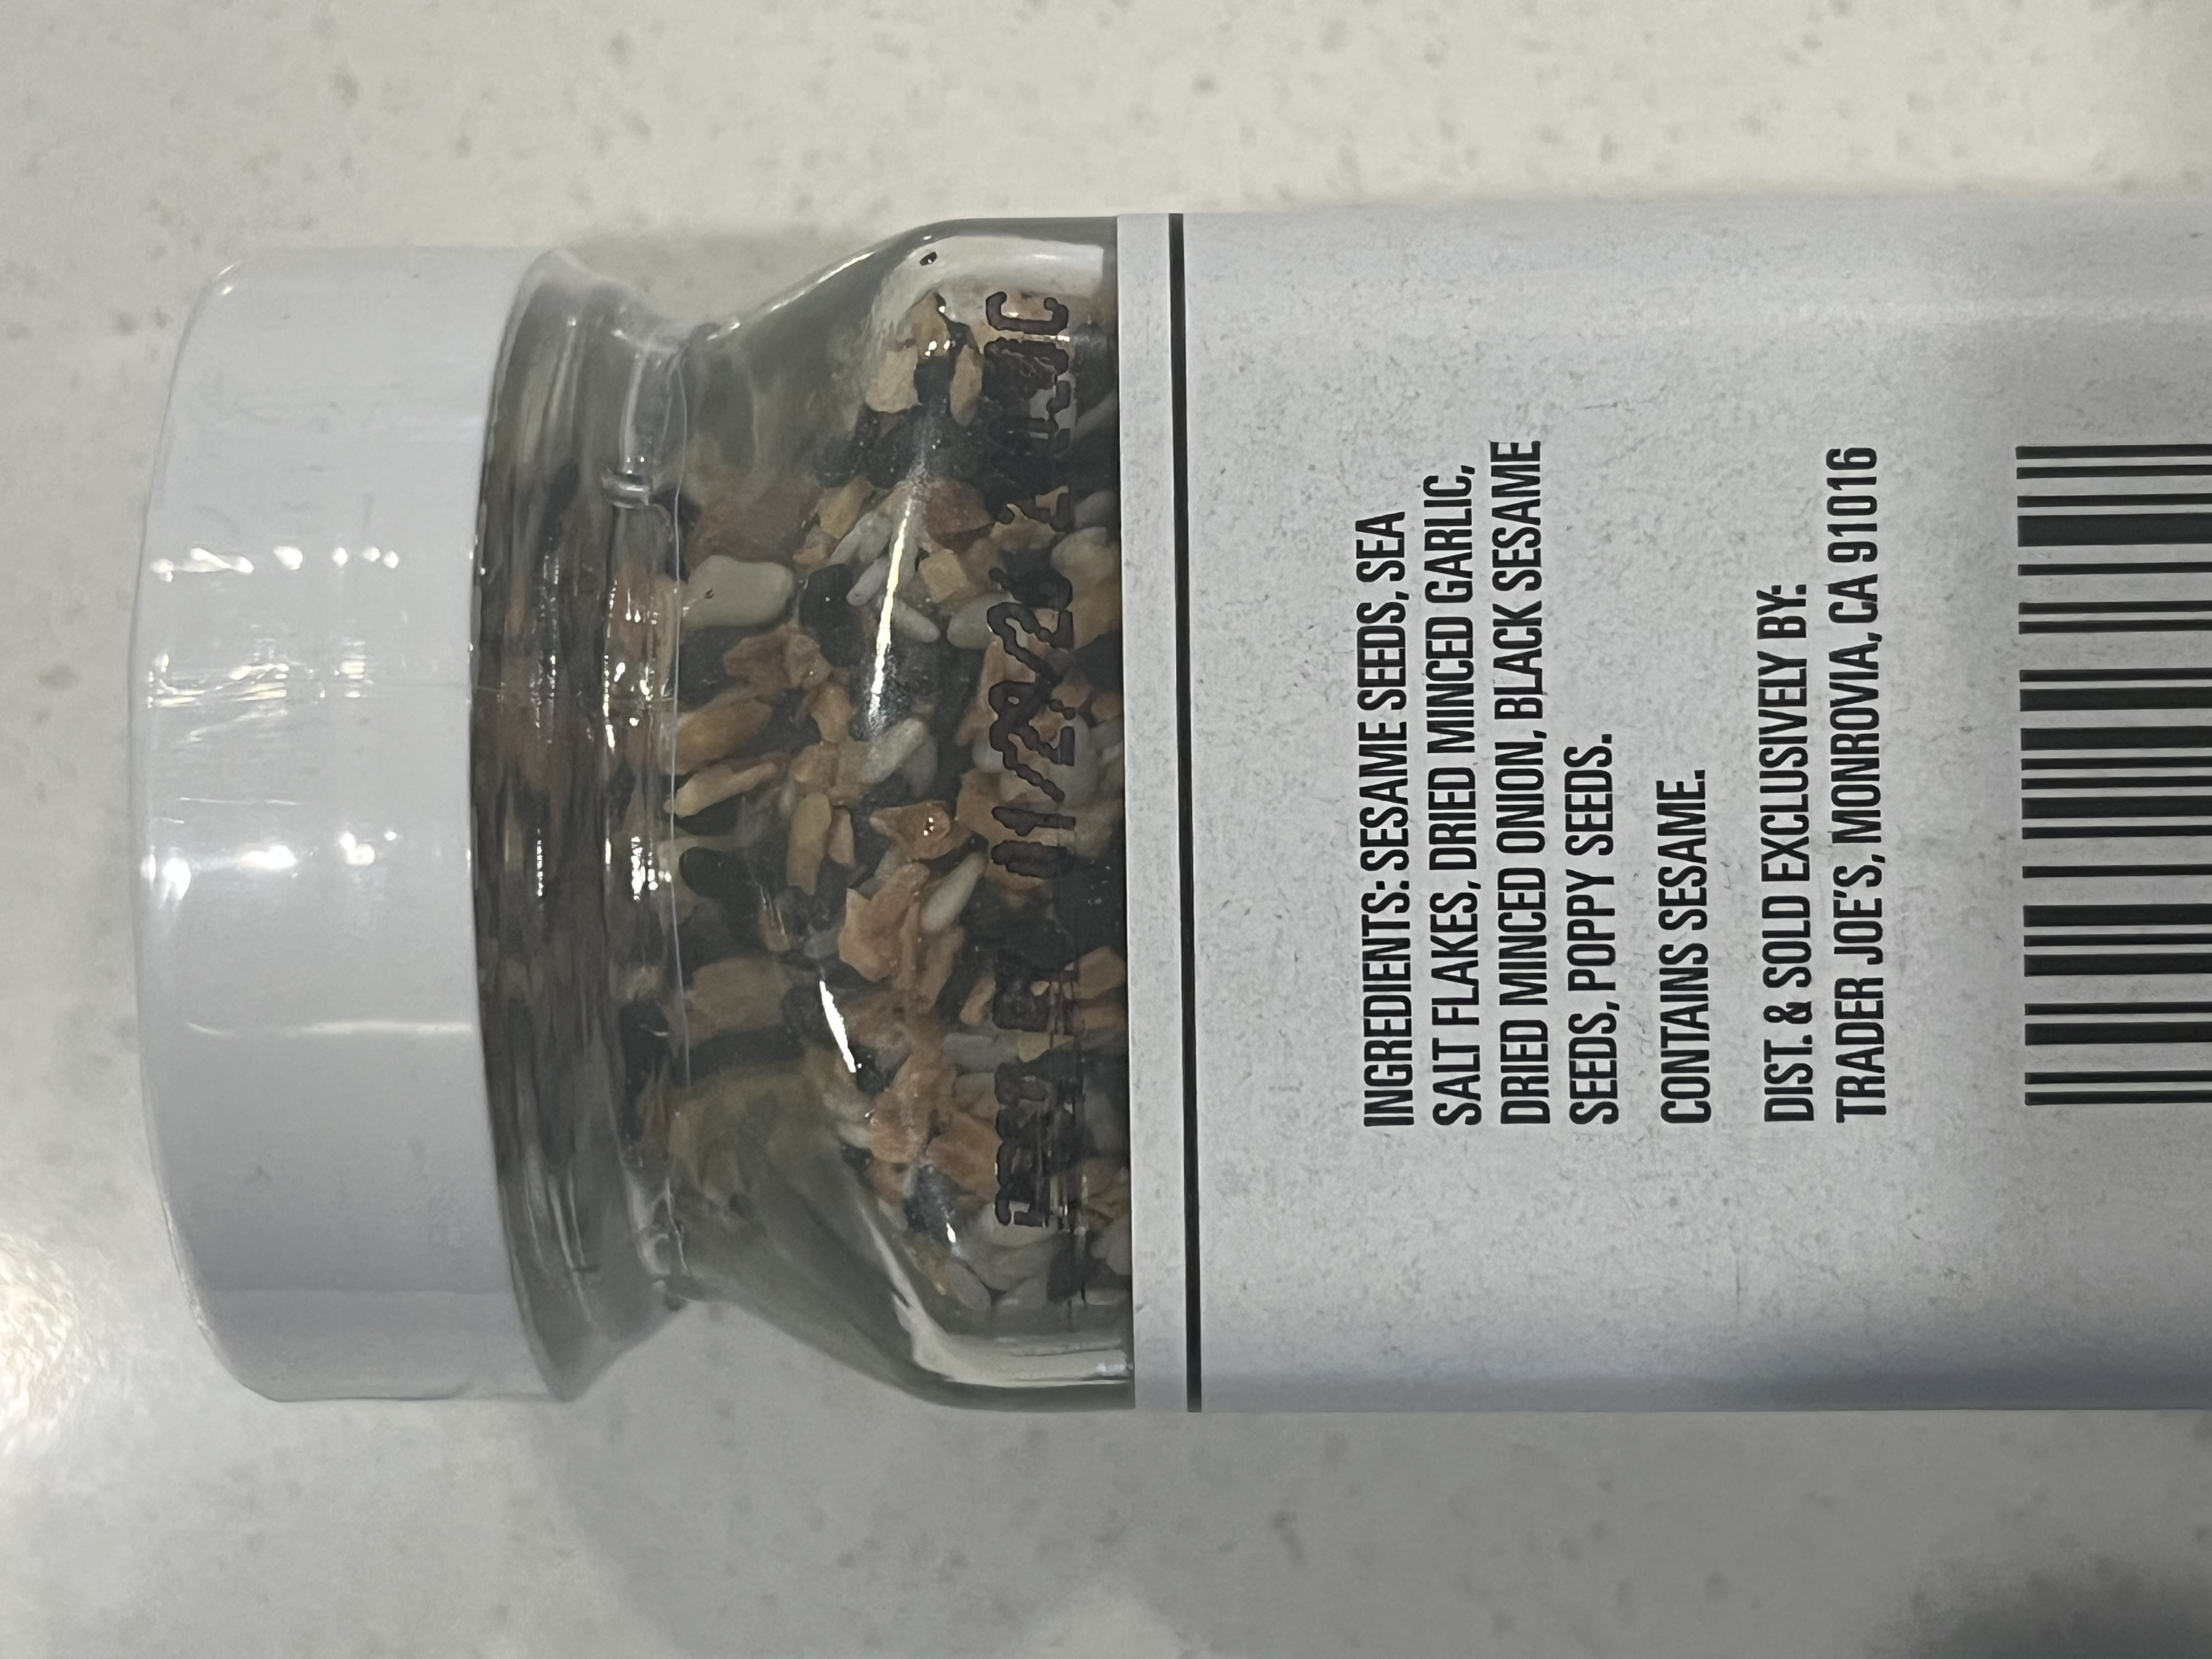 INGREDIENTS: SESAME SEEDS, SEA
SALT FLAKES, DRIED MINCED GARLIC,
DRIED MINCED ONION, BLACK SESAME
SEEDS, POPPY SEEDS.
CONTAINS SESAME.
DIST. & SOLD EXCLUSIVELY BY:
TRADER JOE'S, MONROVIA, CA 91016